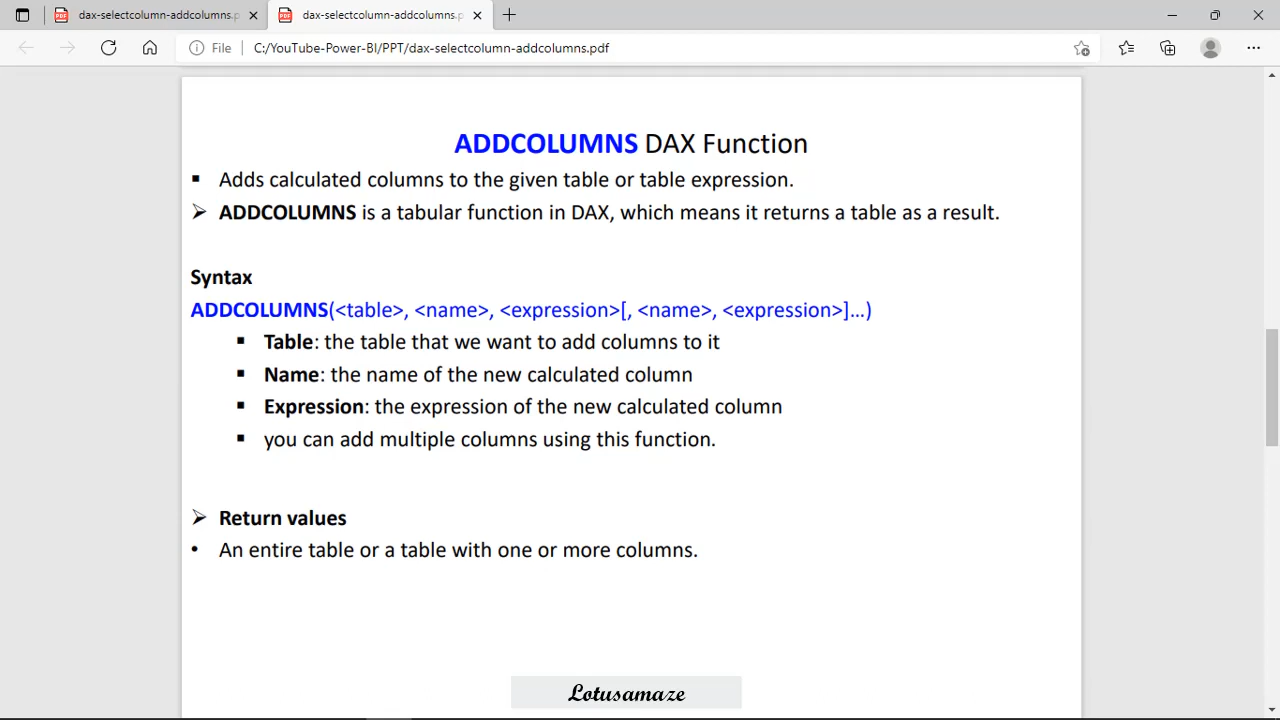 dax-selectcolumn-addcolumns.p
dax-selectcolumn-addcolumns.p
File
C:/YouTube-Power-BI/PPT/dax-selectcolumn-addcolumns.pdf
ADDCOLUMNS DAX Function
▪ Adds calculated columns to the given table or table expression.
➢ ADDCOLUMNS is a tabular function in DAX, which means it returns a table as a result.
Syntax
ADDCOLUMNS(<table>, <name>, <expression>[, <name>, <expression>]…)
▪ Table: the table that we want to add columns to it
▪ Name: the name of the new calculated column
▪ Expression: the expression of the new calculated column
▪ you can add multiple columns using this function.
➢ Return values
• An entire table or a table with one or more columns.
Lotusamaze